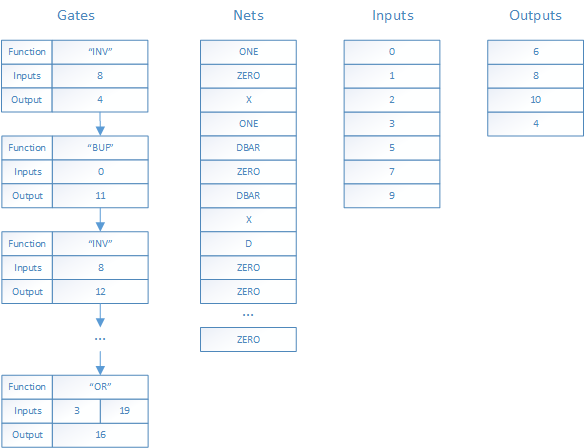 Gates
Function "INV"
Inputs 8
Output 4
Function "BUF"
Inputs 0
Output 11
Function "INV"
Inputs 8
Output 12
...
Function "OR"
Inputs 3 19
Output 16
Nets
ONE
ZERO
X
ONE
DBAR
ZERO
DBAR
X
D
ZERO
ZERO
...
ZERO
Inputs
0
1
2
3
5
7
9
Outputs
6
8
10
4